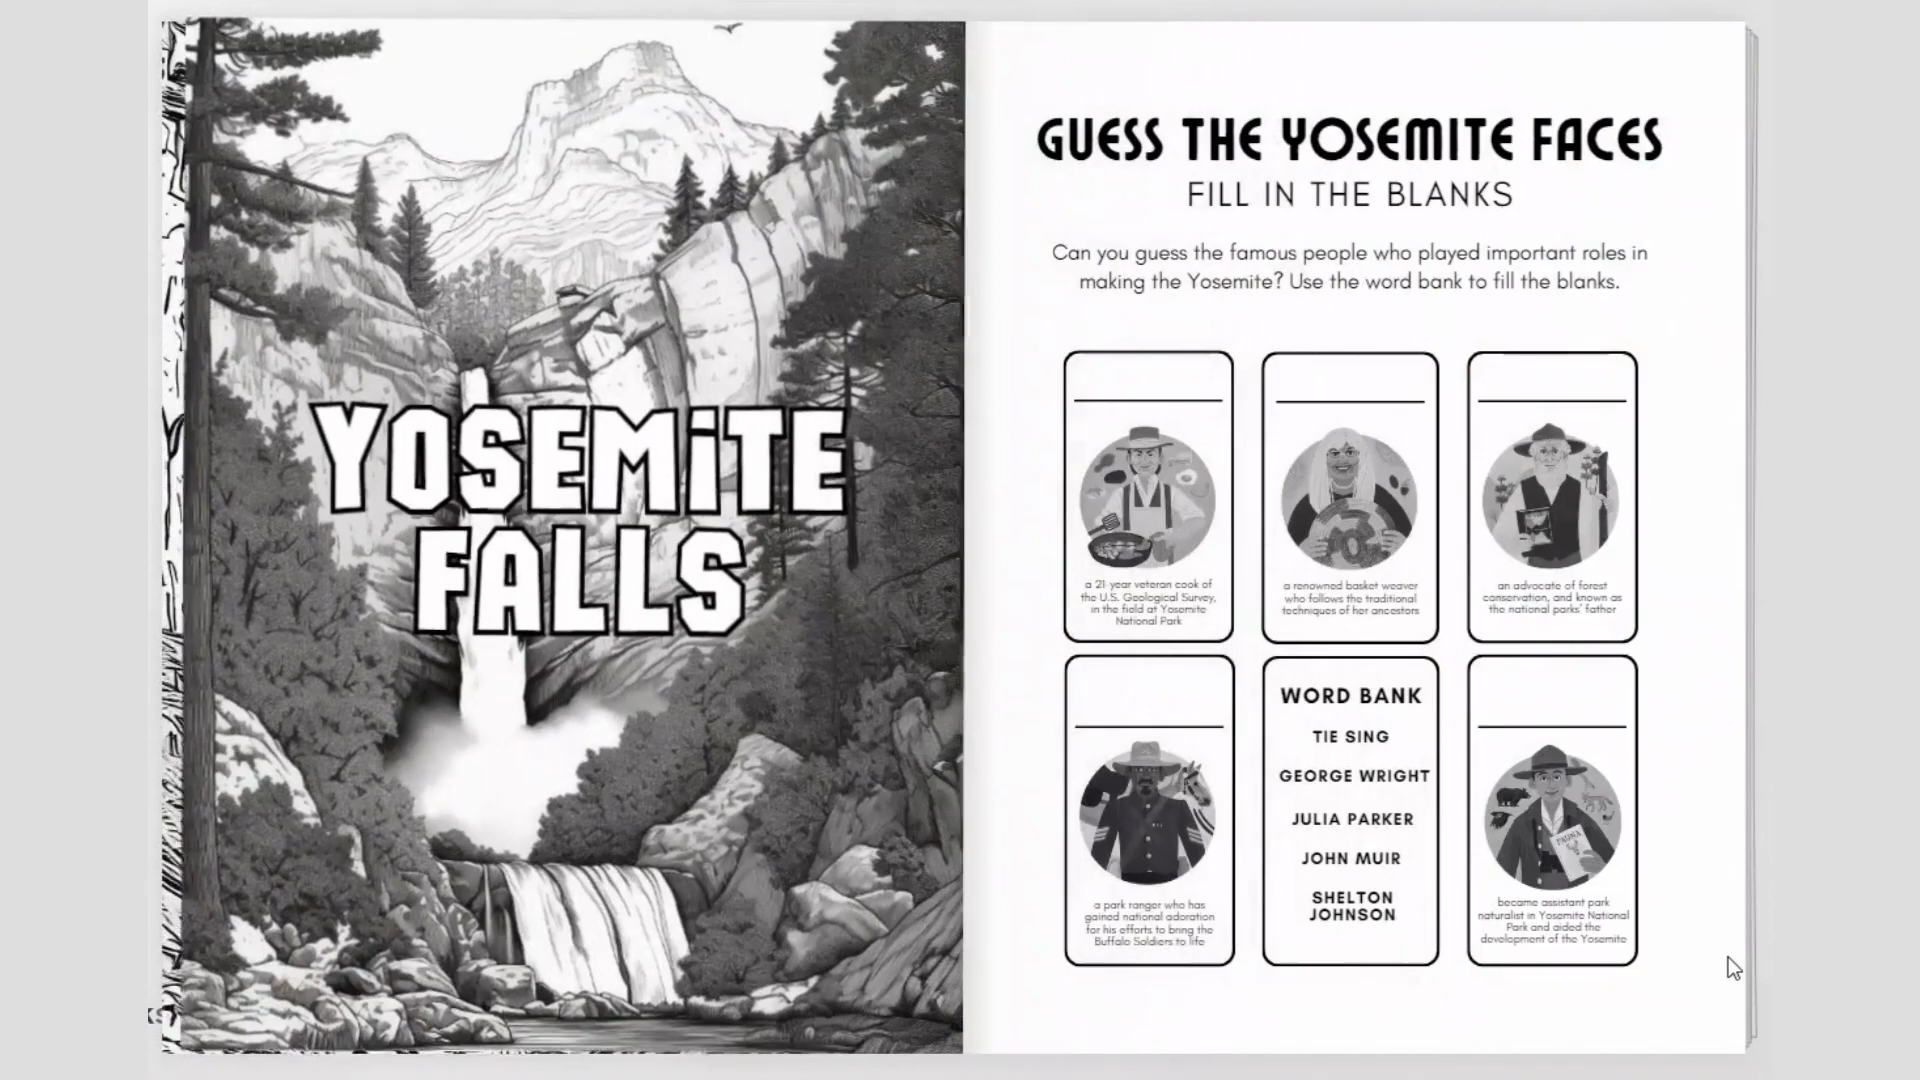 YOSEMiTE
FALLS
GUESS THE YOSEMITE FACES
FILL IN THE BLANKS
Can you guess the famous people who played important roles in
making the Yosemite? Use the word bank to fill the blanks.
a 21 year veteran cook of
the U.S. Geological Survey,
in the field at Yosemite
National Park
a renowned basket weaver
who follows the traditional
techniques of her ancestors
an advocate of forest
conservation, and known as
the national parks' father
a park ranger who has
gained national adoration
for his efforts to bring the
Buffalo Soldiers to life
WORD BANK
TIE SING
GEORGE WRIGHT
JULIA PARKER
JOHN MUIR
SHELTON
JOHNSON
FAUNA
became assistant park
naturalist in Yosemite National
Park and aided the
development of the Yosemite